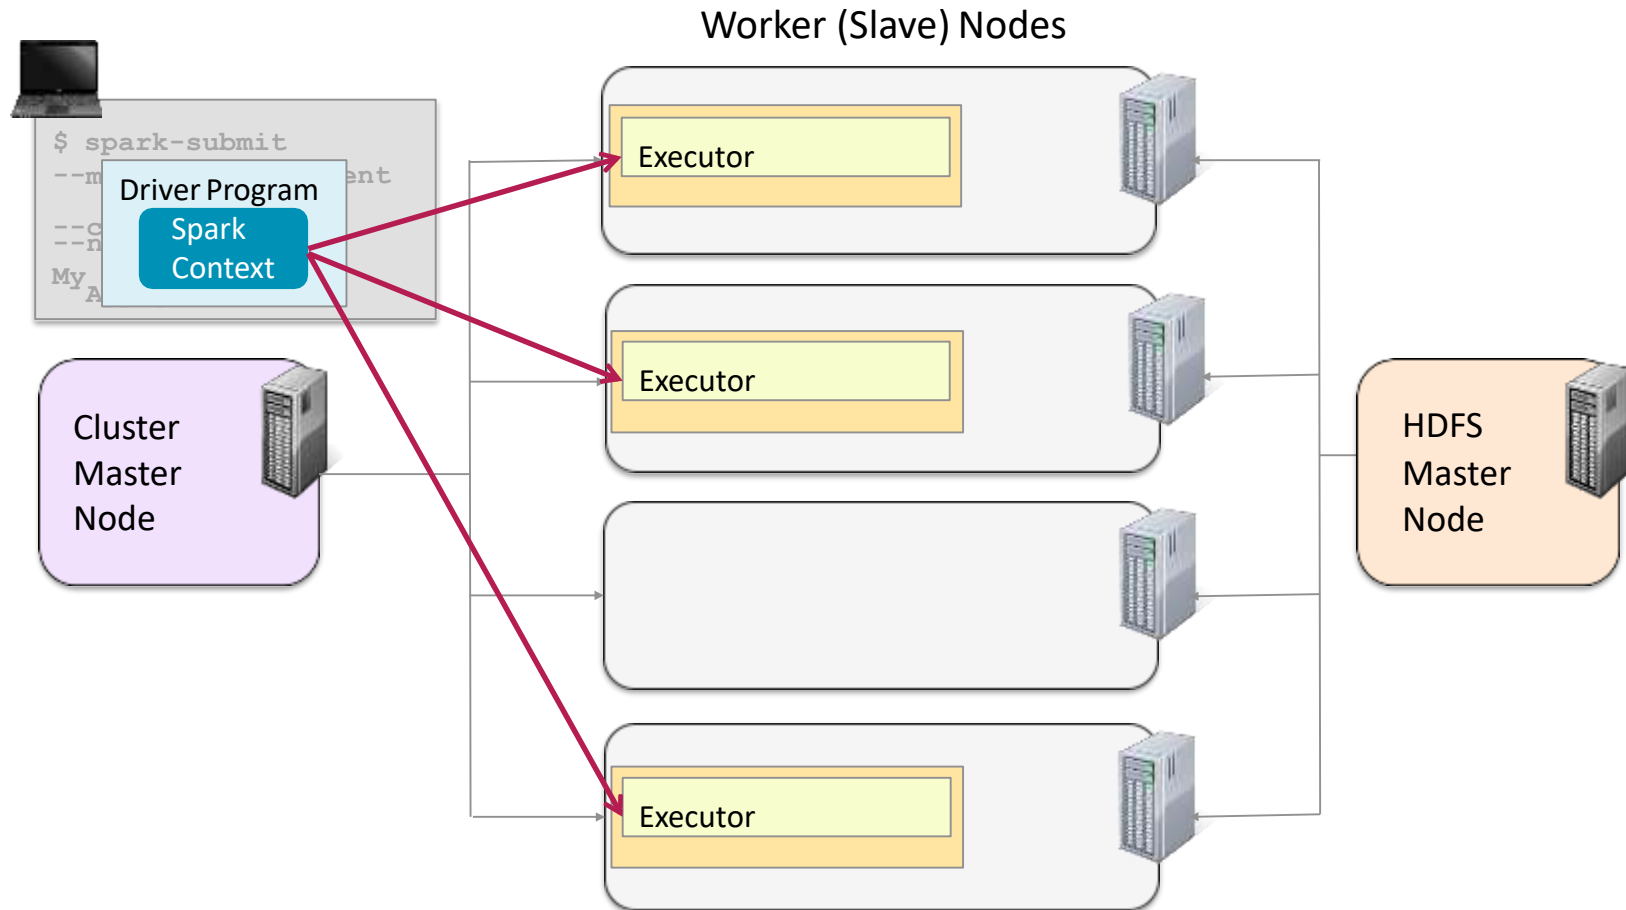 Worker (Slave) Nodes
$ spark-submit
--m ent
Driver Program
--c
--n
Spark
Context
My
A
Executor
Executor
Executor
Cluster
Master
Node
HDFS
Master
Node